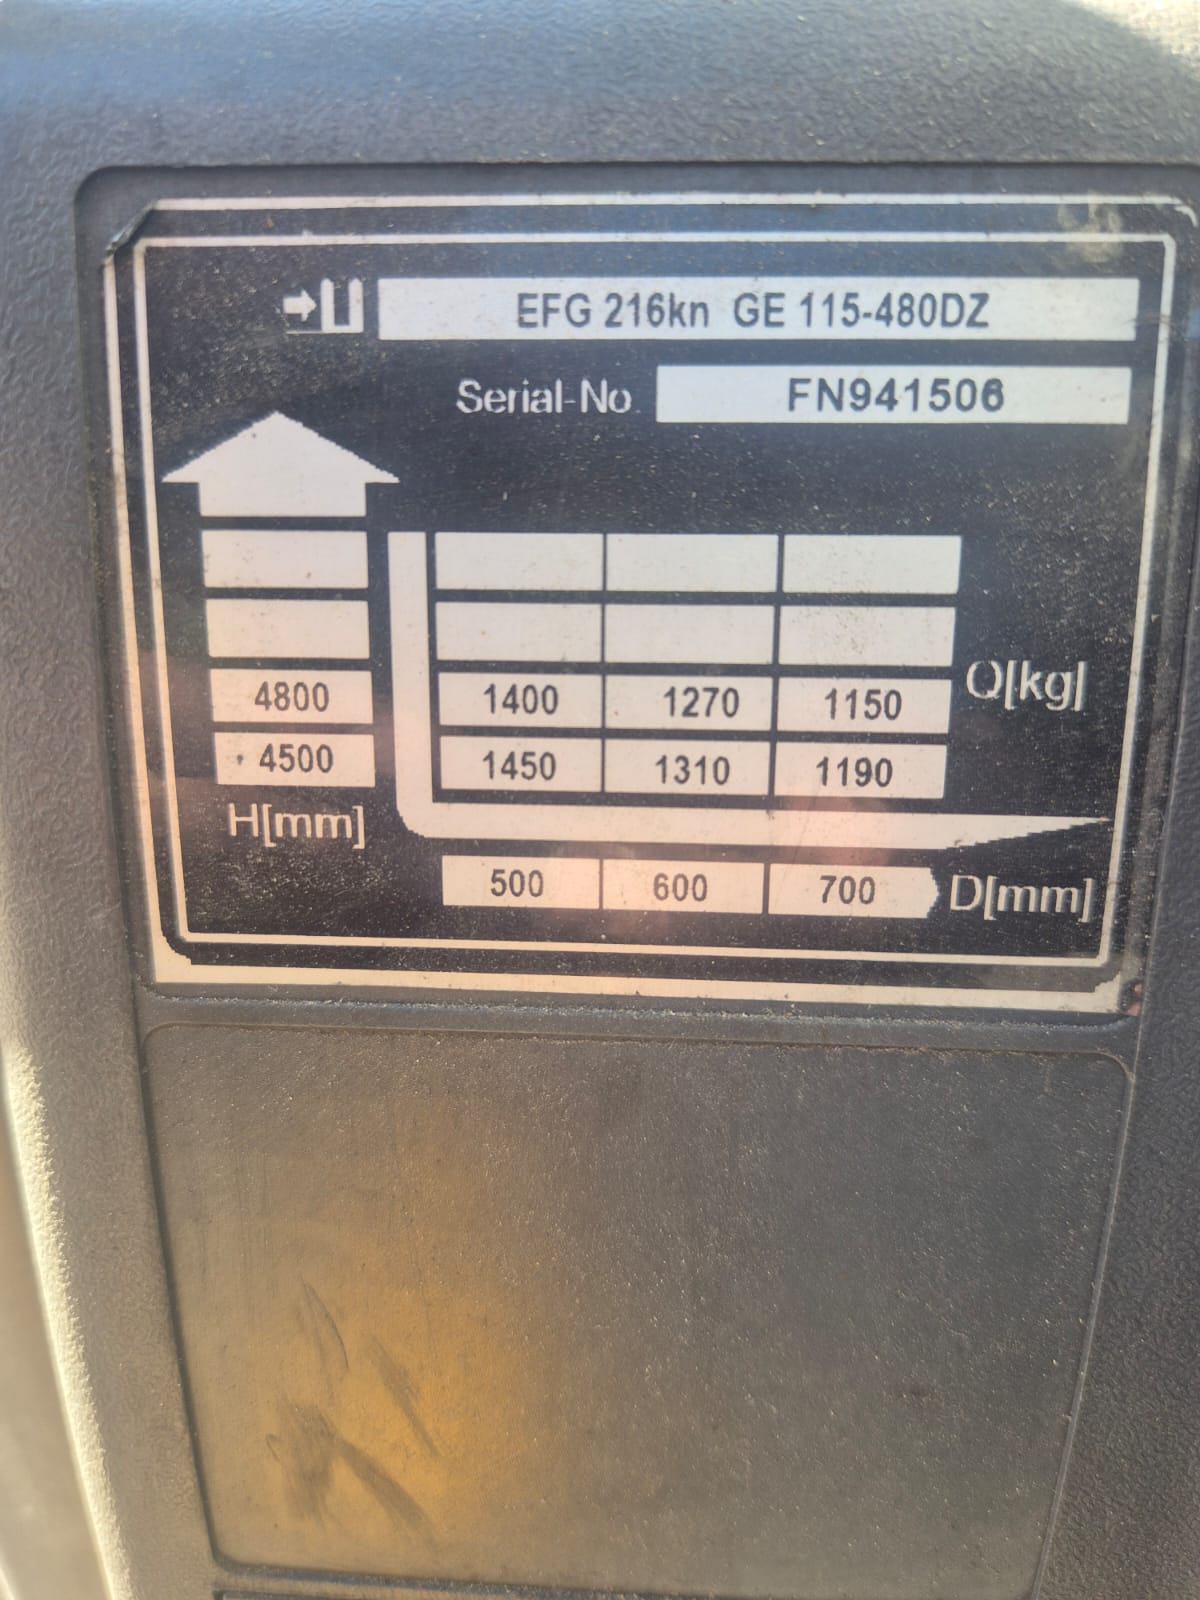 EFG 216kn GE 115-480DZ
Serial-No. FN941506
4800 1400 1270 1150 Q[kg]
4500 1450 1310 1190
H[mm]
500 600 700 D[mm]